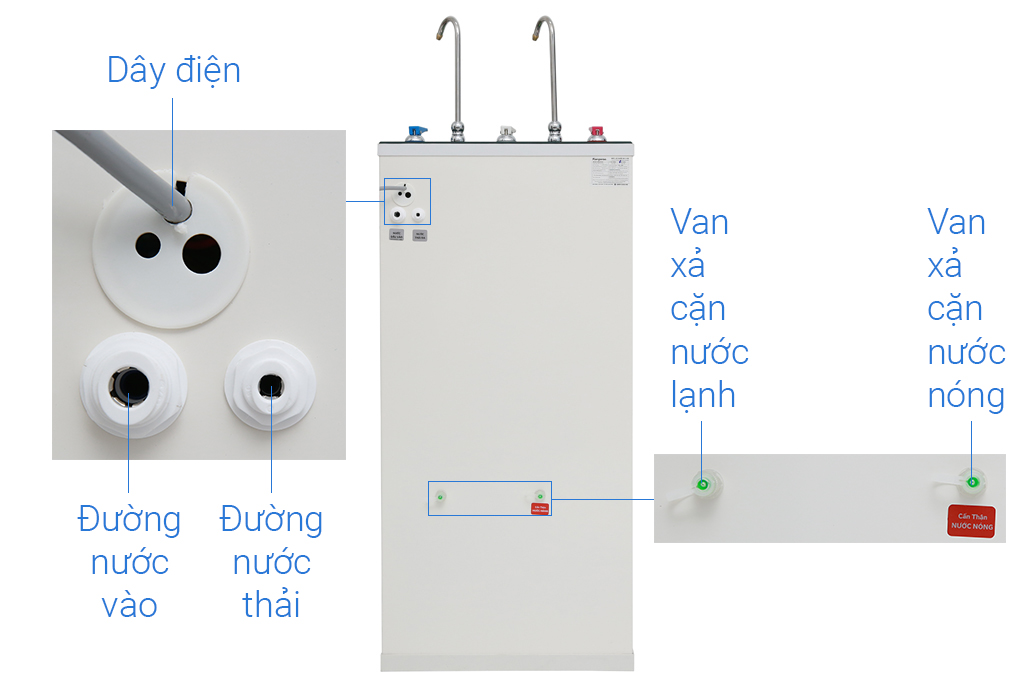 Dây điện
Đường
nước
vào
Đường
nước
thải
Van
xả
cặn
nước
lạnh
Van
xả
cặn
nước
nóng
Cẩn Thận
NƯỚC NÓNG